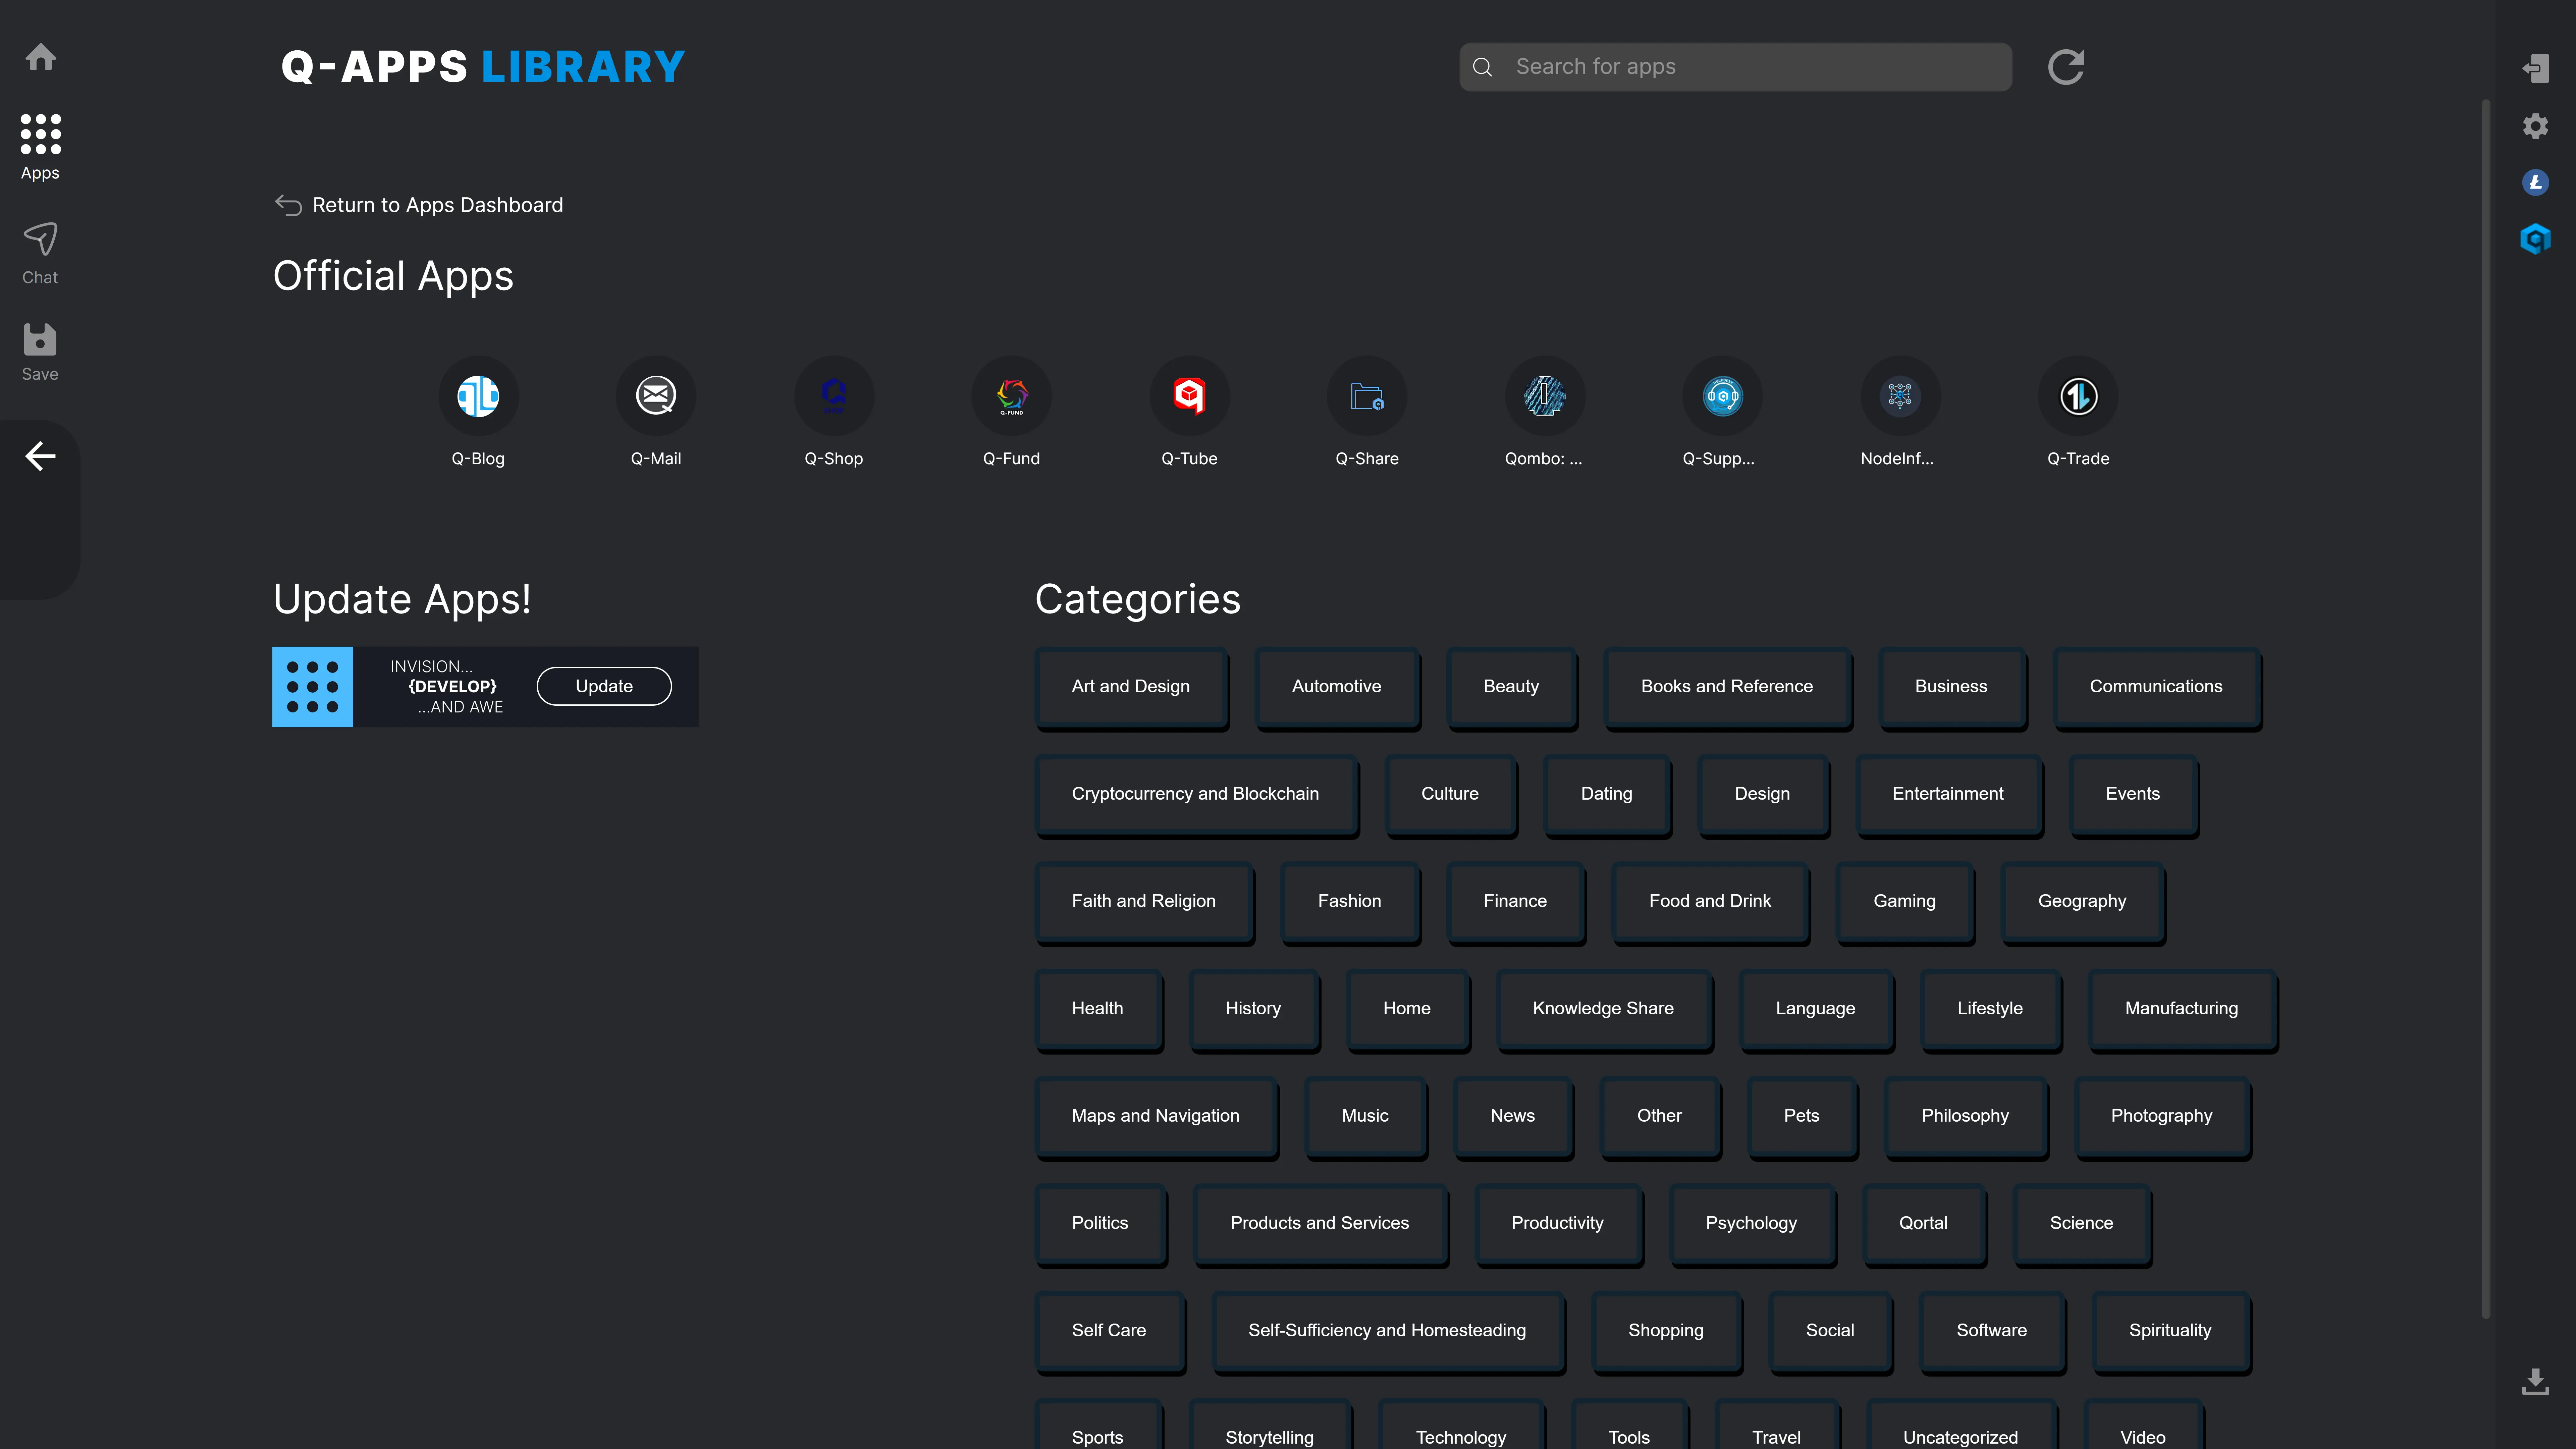 Q-APPS LIBRARY
Search for apps
Apps
Return to Apps Dashboard
Chat
Official Apps
Save
Q-FUND
Q-Blog
Q-Mail
Q-Shop
Q-Fund
Q-Tube
Q-Share
Qombo: ...
Q-Supp...
NodeInf...
Q-Trade
Update Apps!
INVISION...
{DEVELOP}
...AND AWE
Update
Categories
Art and Design
Automotive
Beauty
Books and Reference
Business
Communications
Cryptocurrency and Blockchain
Culture
Dating
Design
Entertainment
Events
Faith and Religion
Fashion
Finance
Food and Drink
Gaming
Geography
Health
History
Home
Knowledge Share
Language
Lifestyle
Manufacturing
Maps and Navigation
Music
News
Other
Pets
Philosophy
Photography
Politics
Products and Services
Productivity
Psychology
Qortal
Science
Self Care
Self-Sufficiency and Homesteading
Shopping
Social
Software
Spirituality
Sports
Storytelling
Technology
Tools
Travel
Uncategorized
Video